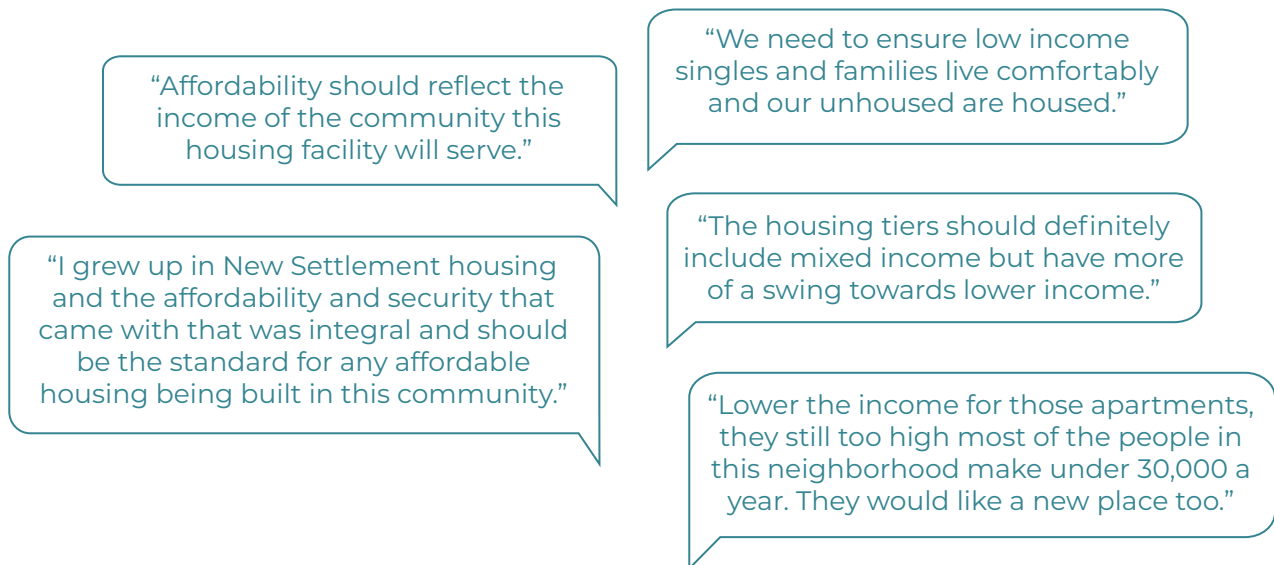 “Affordability should reflect the
income of the community this
housing facility will serve.”
“We need to ensure low income
singles and families live comfortably
and our unhoused are housed.”
“I grew up in New Settlement housing
and the affordability and security that
came with that was integral and should
be the standard for any affordable
housing being built in this community.”
“The housing tiers should definitely
include mixed income but have more
of a swing towards lower income.”
“Lower the income for those apartments,
they still too high most of the people in
this neighborhood make under 30,000 a
year. They would like a new place too.”